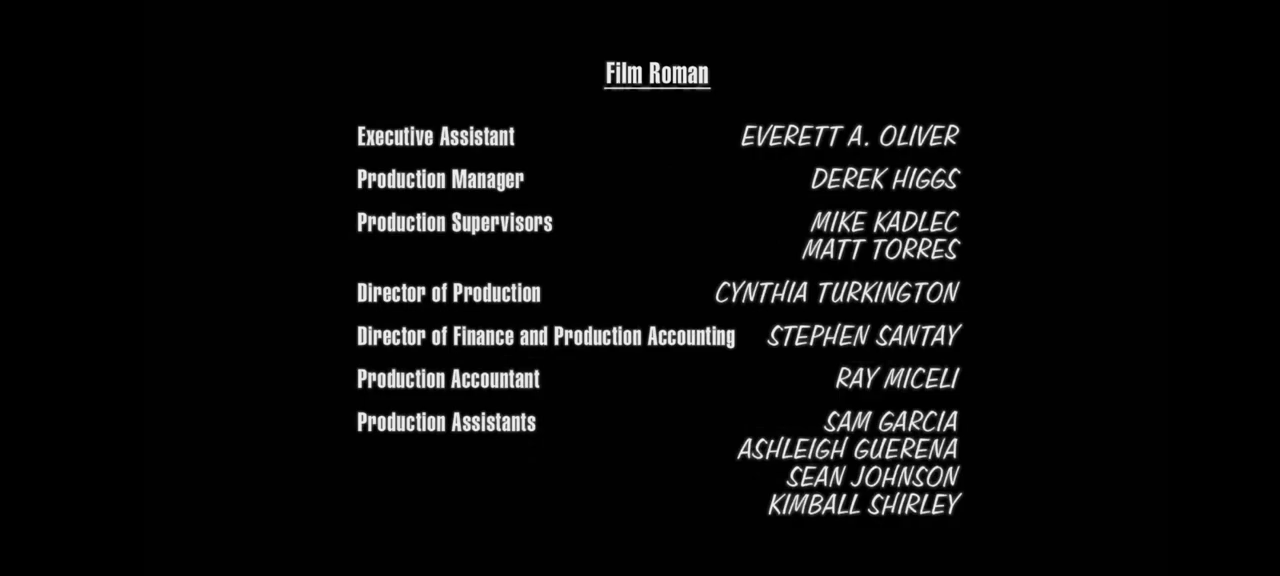 Film Roman
Executive Assistant EVERETT A. OLIVER
Production Manager DEREK HIGGS
Production Supervisors MIKE KADLEC
MATT TORRES
Director of Production CYNTHIA TURKINGTON
Director of Finance and Production Accounting STEPHEN SANTAY
Production Accountant RAY MICELI
Production Assistants SAM GARCIA
ASHLEIGH GUERENA
SEAN JOHNSON
KIMBALL SHIRLEY